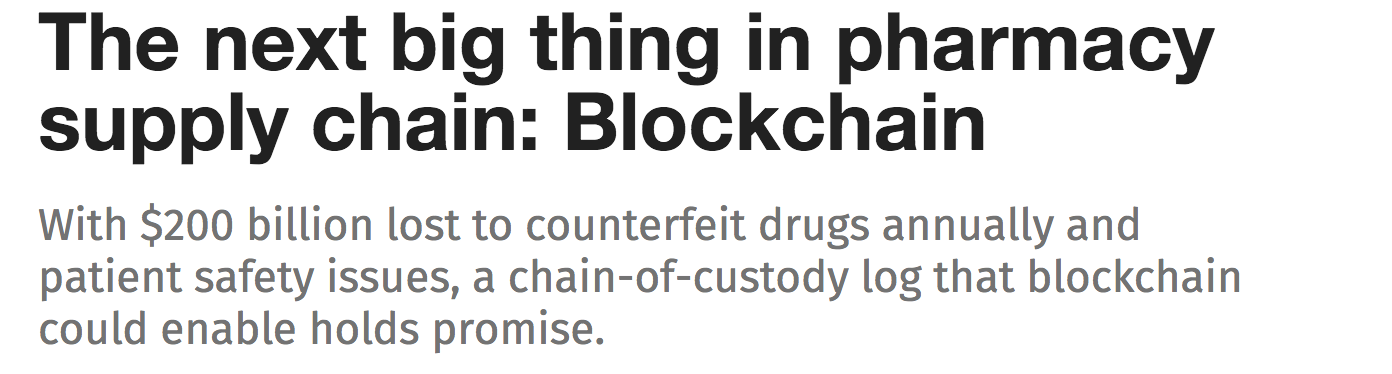 The next big thing in pharmacy
supply chain: Blockchain
With $200 billion lost to counterfeit drugs annually and
patient safety issues, a chain-of-custody log that blockchain
could enable holds promise.